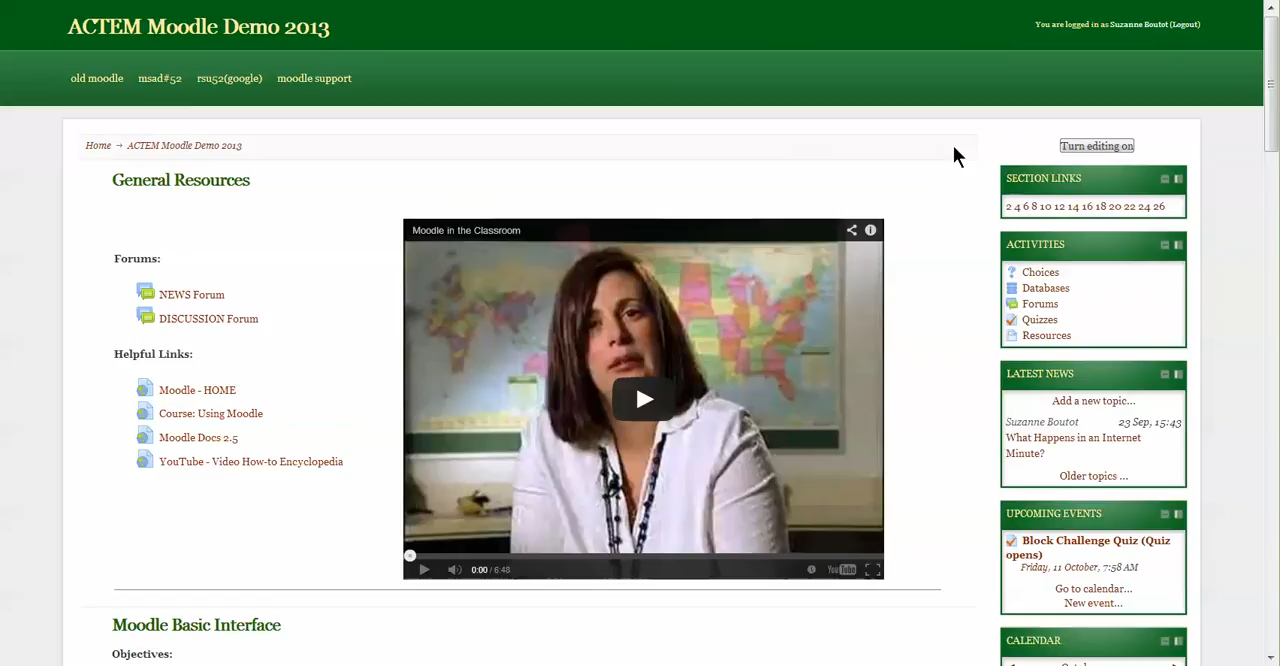 ACTEM Moodle Demo 2013
You are logged in as Suzanne Boutot (Logout)
old moodle msad#52 rsu52(google) moodle support
Home → ACTEM Moodle Demo 2013
Turn editing on
General Resources
Forums:
NEWS Forum
DISCUSSION Forum
Helpful Links:
Moodle - HOME
Course: Using Moodle
Moodle Docs 2.5
YouTube - Video How-to Encyclopedia
Moodle in the Classroom
0:00 / 6:48
YouTube
Moodle Basic Interface
Objectives:
SECTION LINKS
2 4 6 8 10 12 14 16 18 20 22 24 26
ACTIVITIES
Choices
Databases
Forums
Quizzes
Resources
LATEST NEWS
Add a new topic...
Suzanne Boutot 23 Sep, 15:43
What Happens in an Internet
Minute?
Older topics ...
UPCOMING EVENTS
Block Challenge Quiz (Quiz
opens)
Friday, 11 October, 7:58 AM
Go to calendar...
New event...
CALENDAR